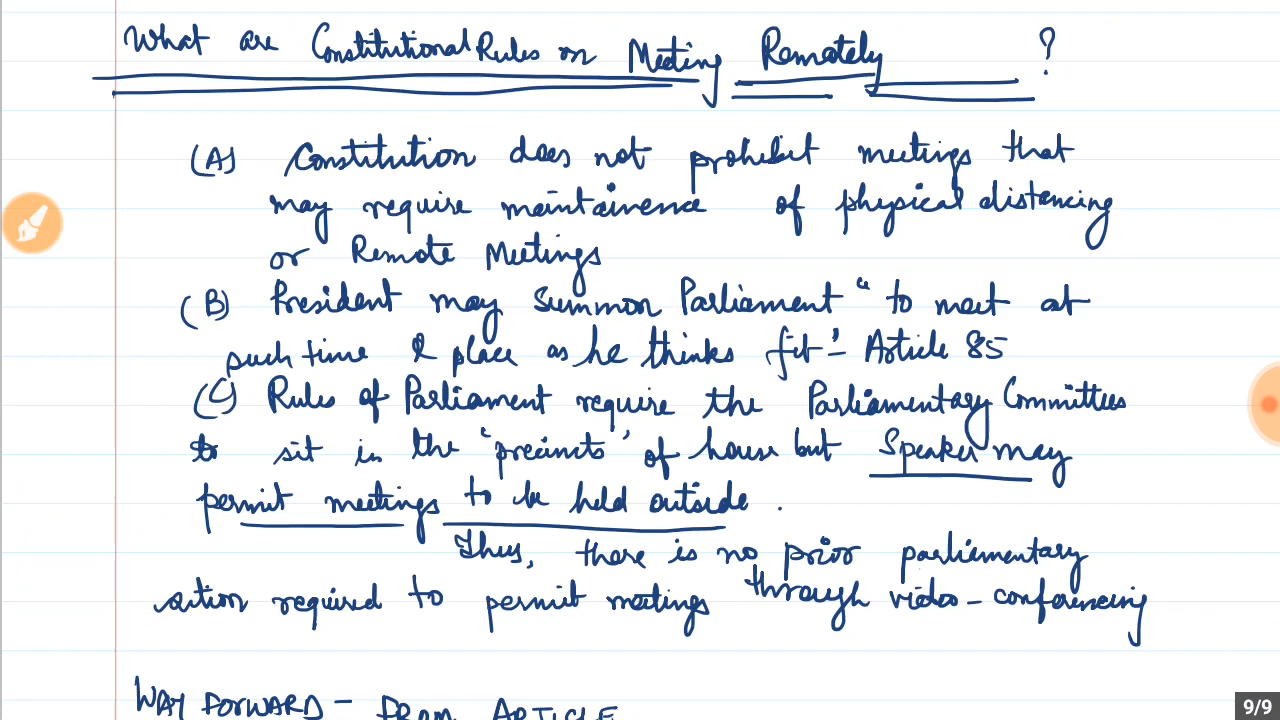 What are Constitutional Rules on Meeting Remotely ?
(A) Constitution does not prohibit meetings that
may require maintainence of physical distancing
or Remote Meetings
(B) President may summon Parliament "to meet at
such time & place as he thinks fit" - Article 85
(C) Rules of Parliament require the Parliamentary Committees
to sit in the 'precincts' of house but Speaker may
permit meetings to be held outside.
Thus, there is no prior parliementary
action required to permit meetings through video-conferencing
WAY FORWARD - FROM ARTICLE
9/9